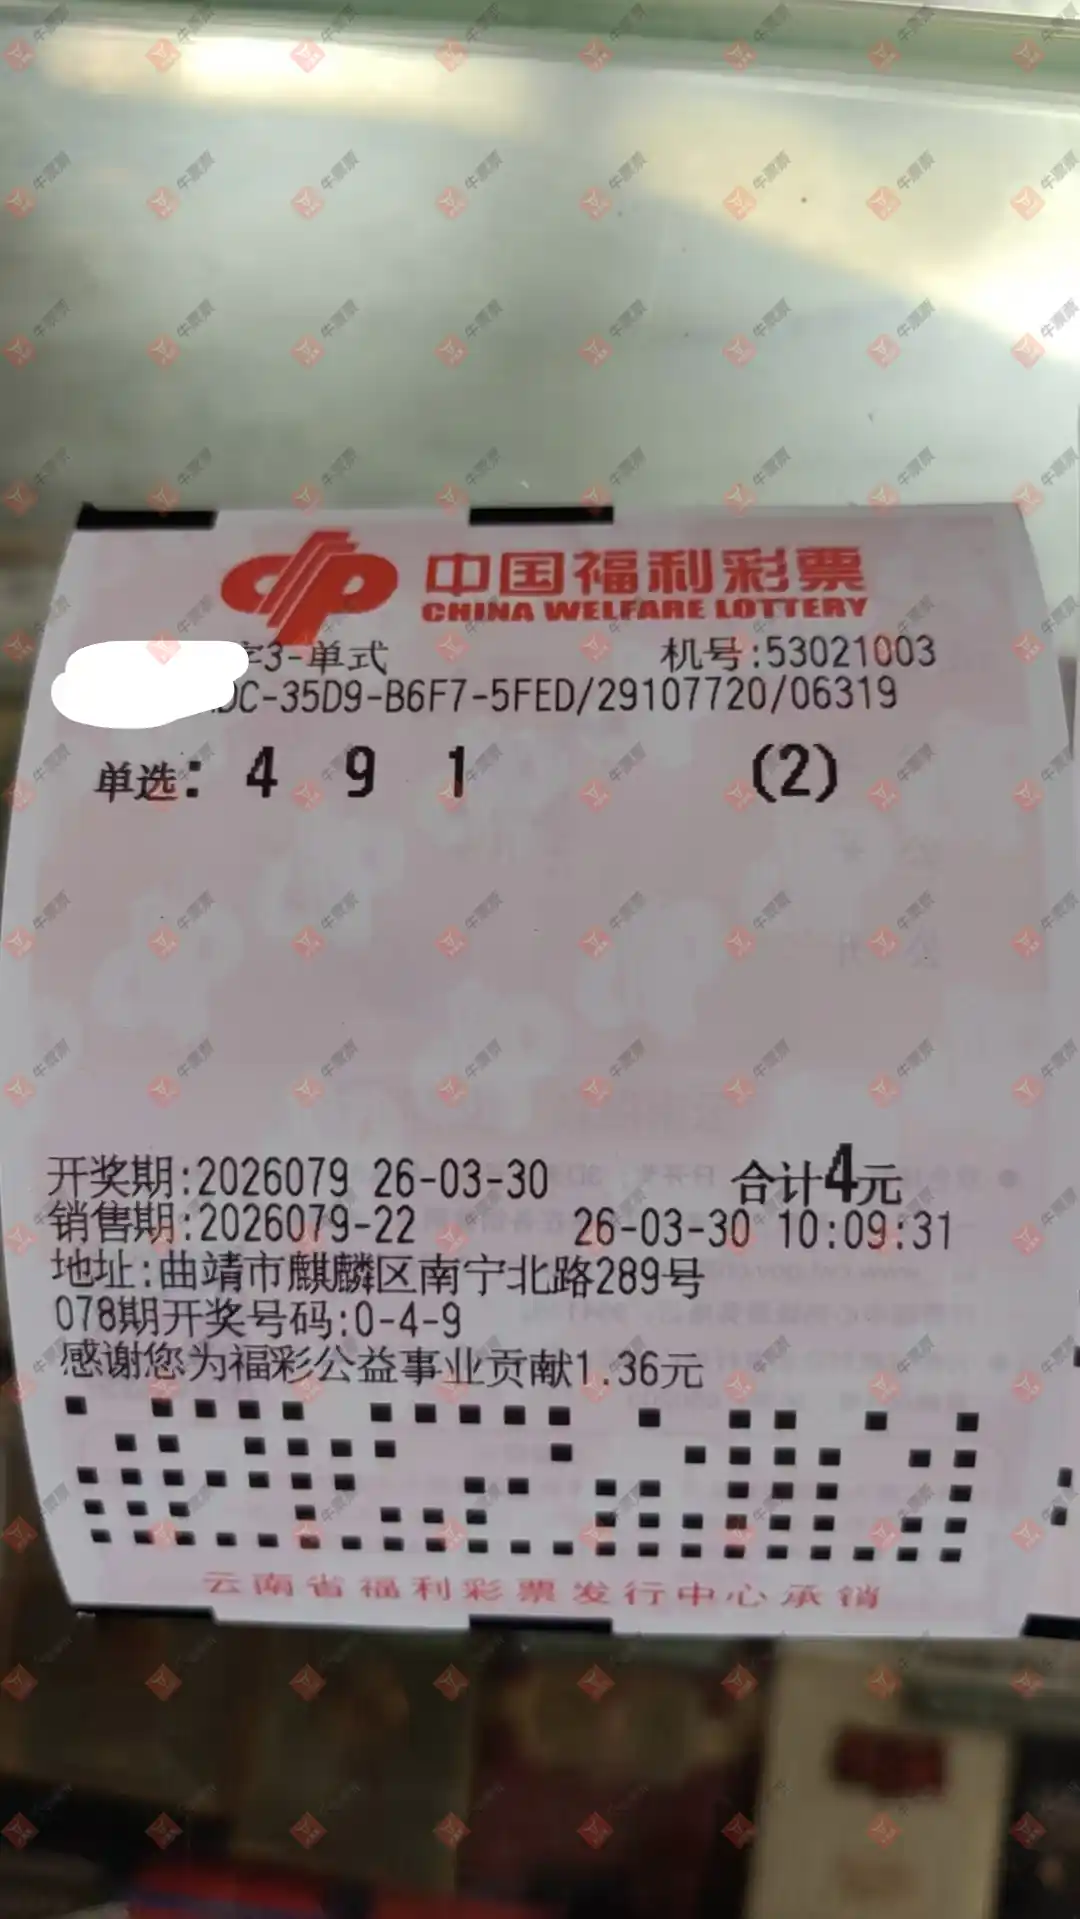 中国福利彩票
CHINA WELFARE LOTTERY
字3-单式 机号:53021003
DC-35D9-B6F7-5FED/29107720/06319
单选: 4 9 1 (2)
开奖期:2026079 26-03-30 合计4元
销售期:2026079-22 26-03-30 10:09:31
地址:曲靖市麒麟区南宁北路289号
078期开奖号码:0-4-9
感谢您为福彩公益事业贡献1.36元
云南省福利彩票发行中心承销
牛票票